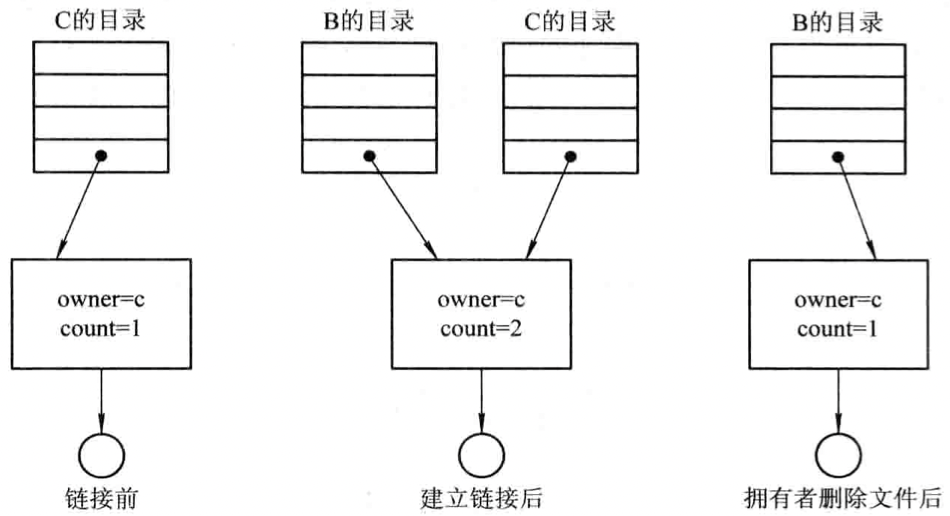 C的目录
B的目录
C的目录
B的目录
owner=c
count=1
owner=c
count=2
owner=c
count=1
链接前
建立链接后
拥有者删除文件后